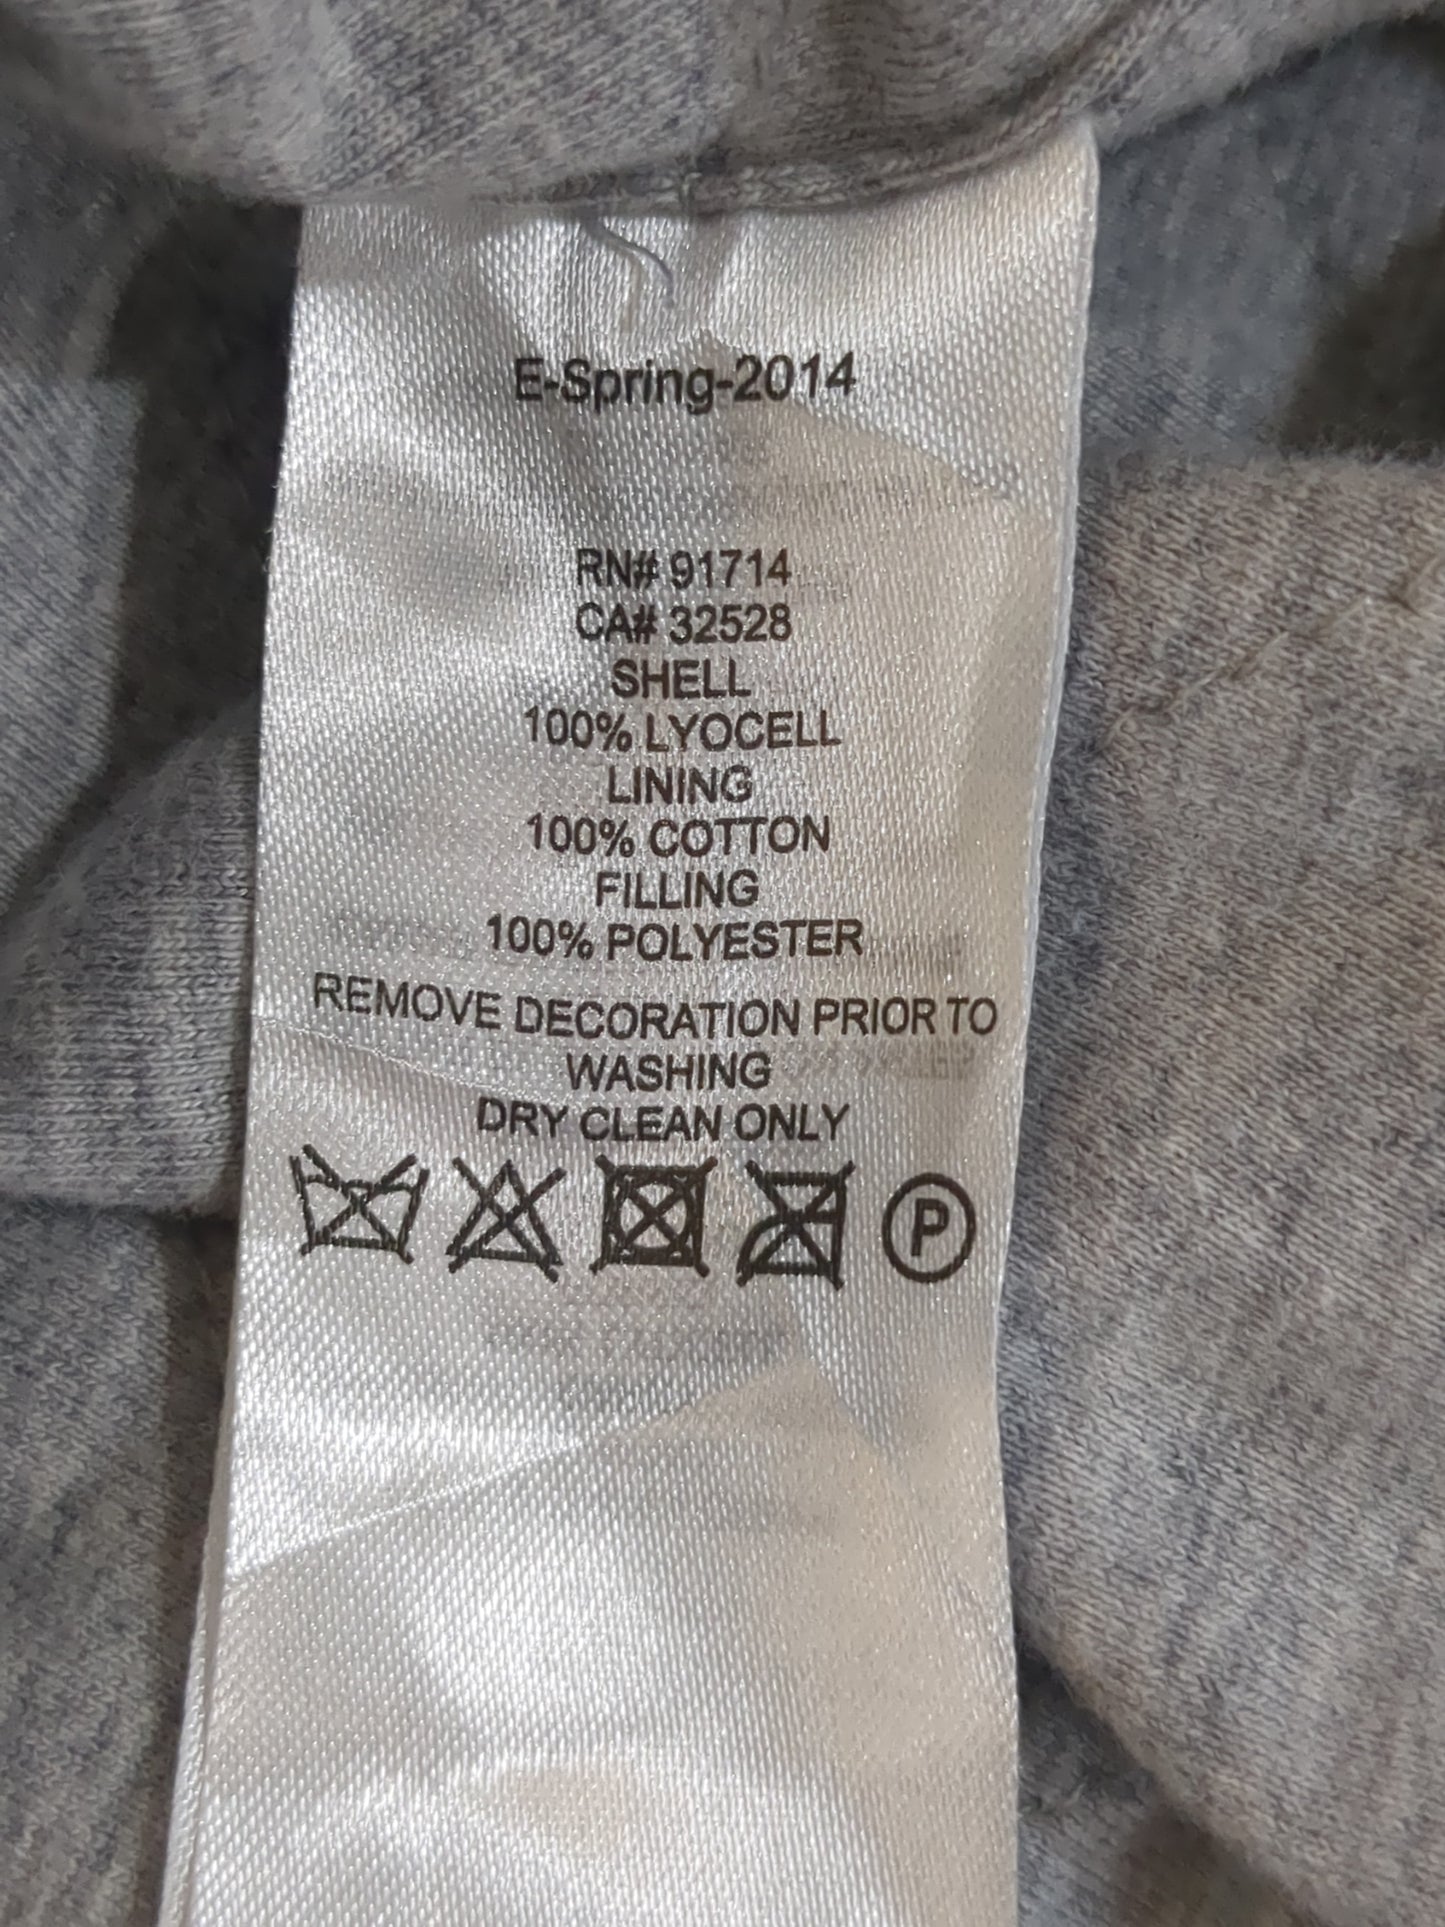 E-Spring-2014
RN# 91714
CA# 32528
SHELL
100% LYOCELL
LINING
100% COTTON
FILLING
100% POLYESTER
REMOVE DECORATION PRIOR TO
WASHING
DRY CLEAN ONLY
P